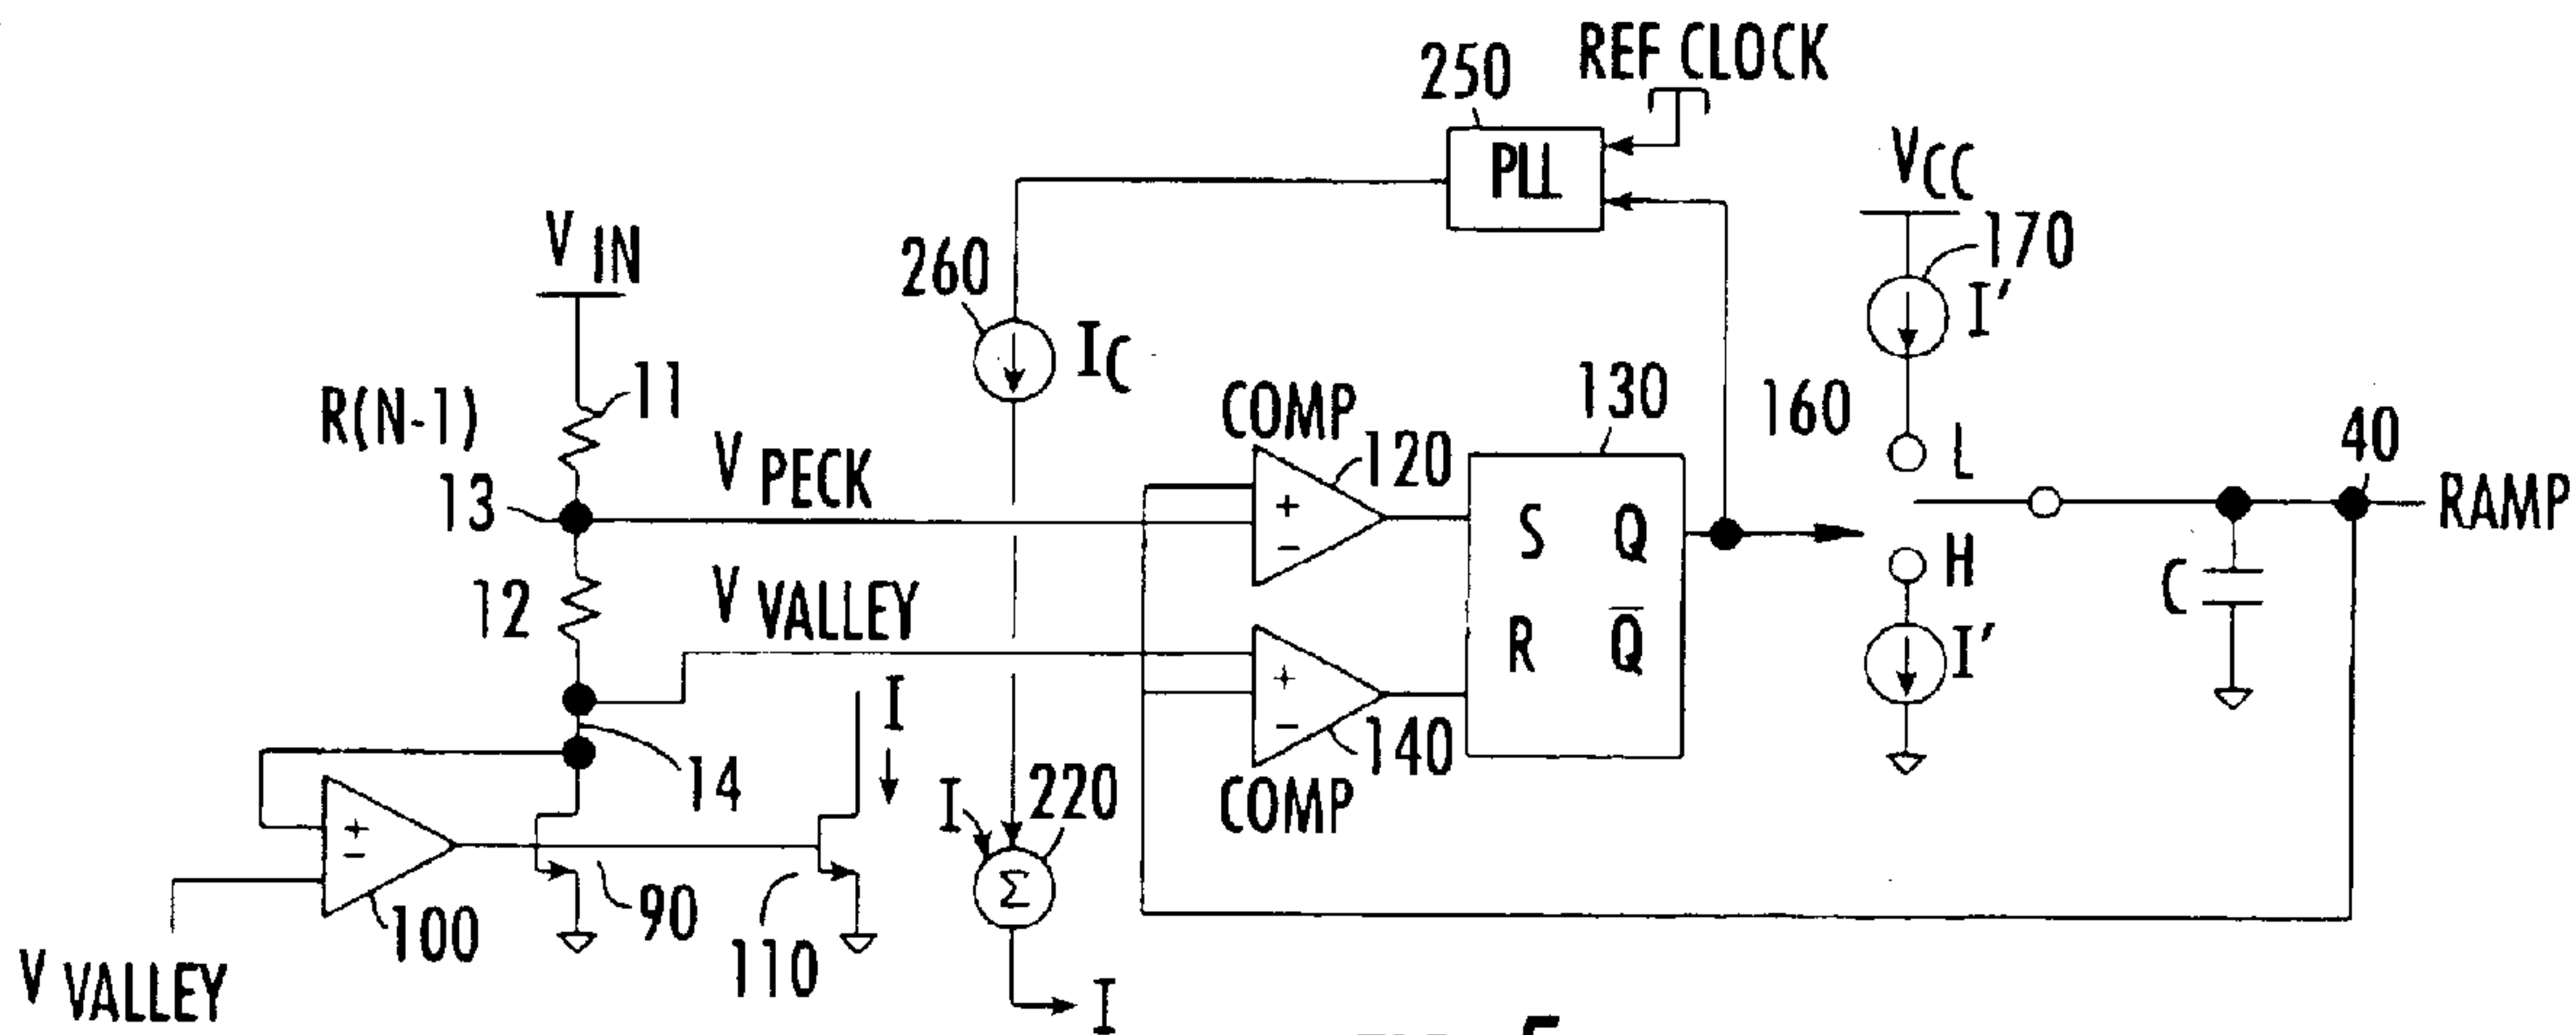 REF CLOCK
250
PLL
VCC
170
I'
V IN
260
IC
R(N-1)
11
13
V PECK
COMP
120
130
160
L
40
RAMP
+
−
S Q
12
V VALLEY
H
I'
C
R Q̅
+
−
140
COMP
I
14
I
220
Σ
+
−
90
100
110
V VALLEY
I